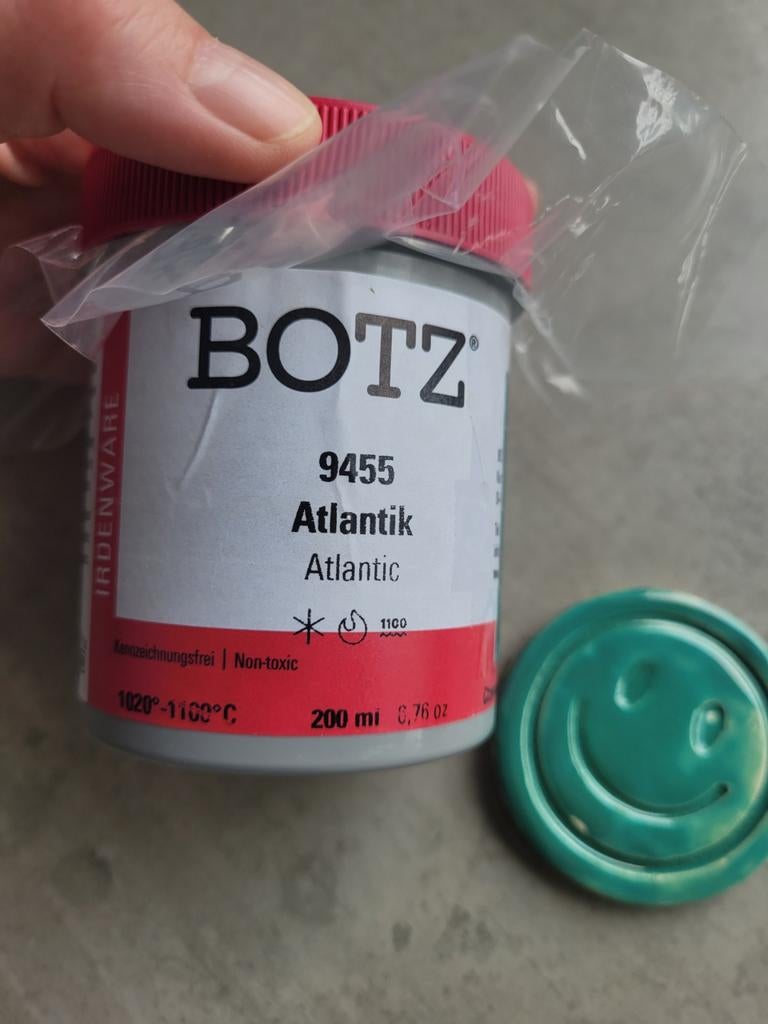 BOTZ®
IRDENWARE
9455
Atlantik
Atlantic
1100
Kennzeichnungsfrei | Non-toxic
1020°-1100°C
200 ml 6,76 oz